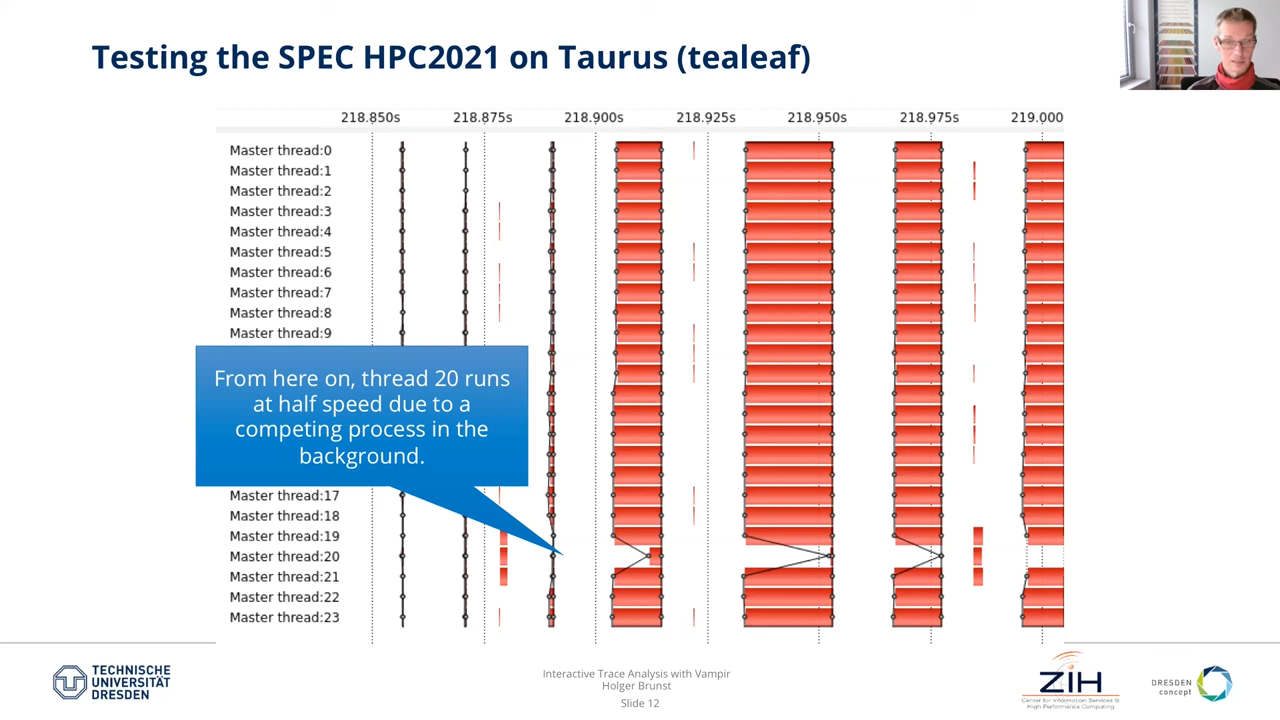 Testing the SPEC HPC2021 on Taurus (tealeaf)
218.850s 218.875s 218.900s 218.925s 218.950s 218.975s 219.000
Master thread:0
Master thread:1
Master thread:2
Master thread:3
Master thread:4
Master thread:5
Master thread:6
Master thread:7
Master thread:8
Master thread:9
From here on, thread 20 runs
at half speed due to a
competing process in the
background.
Master thread:17
Master thread:18
Master thread:19
Master thread:20
Master thread:21
Master thread:22
Master thread:23
TECHNISCHE
UNIVERSITÄT
DRESDEN
Interactive Trace Analysis with Vampir
Holger Brunst
Slide 12
ZIH
Center for Information Services &
High Performance Computing
DRESDEN
concept